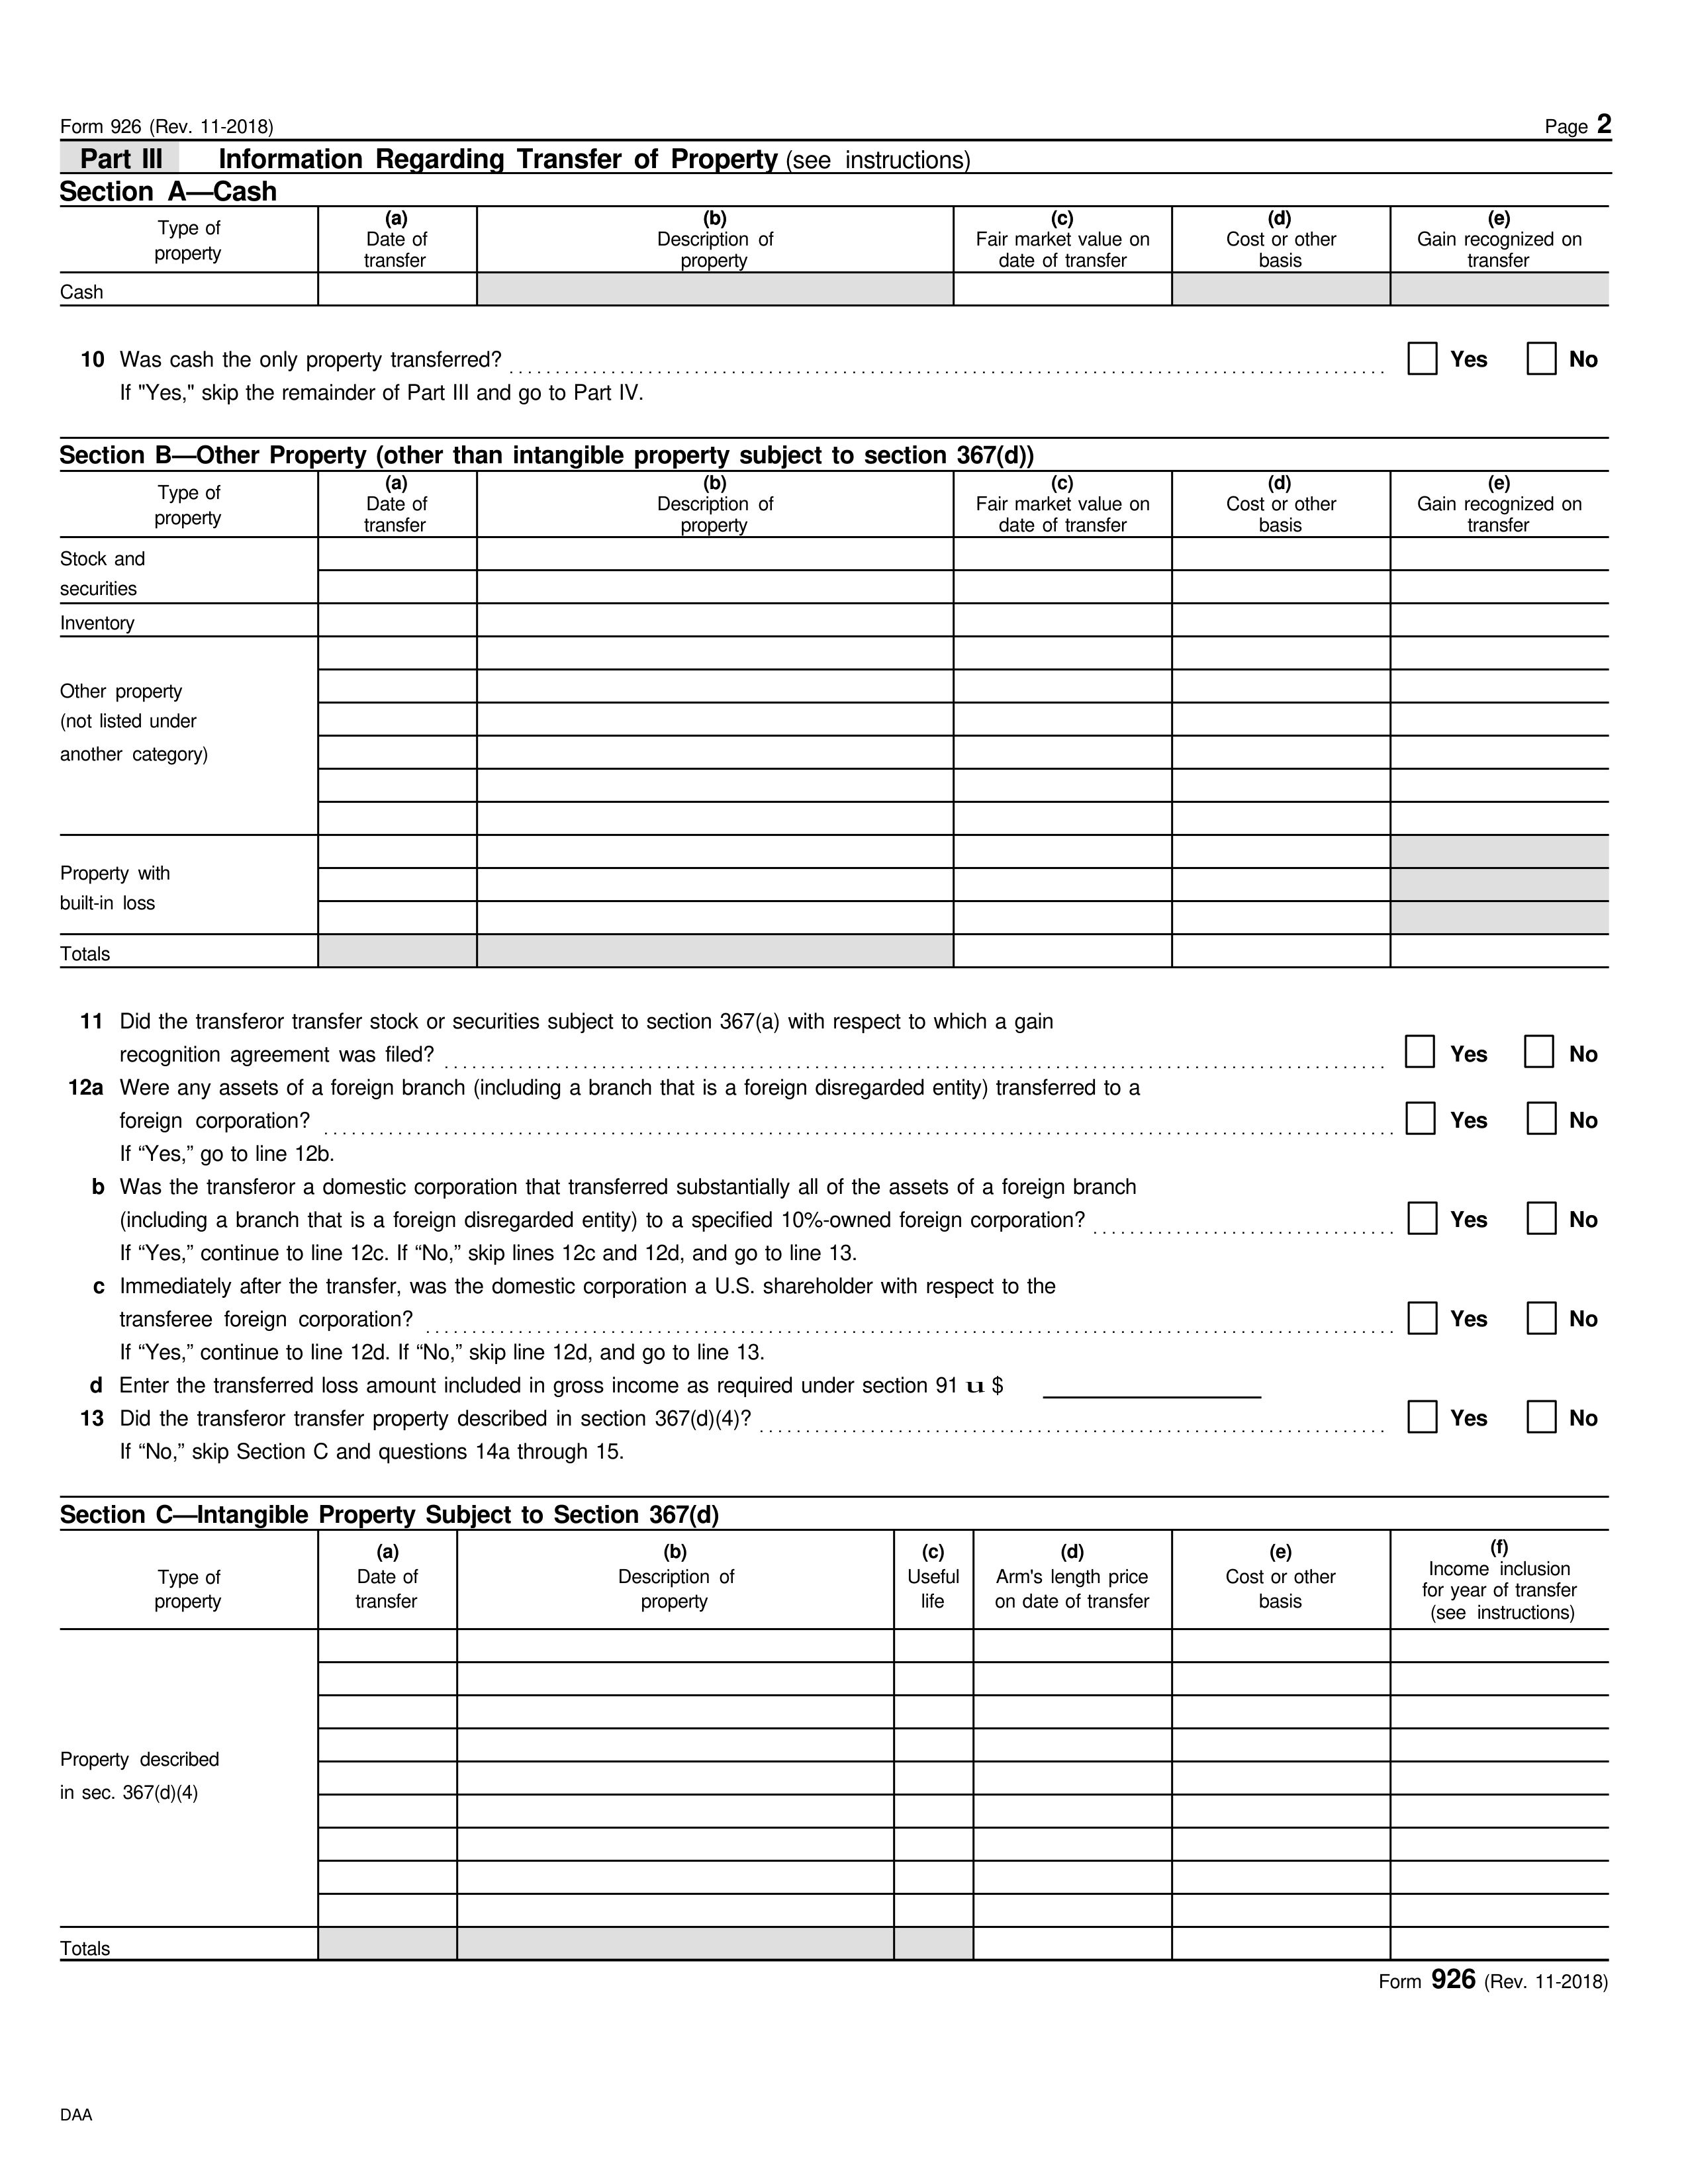 Form 926 (Rev. 11-2018) Page 2
Part III Information Regarding Transfer of Property (see instructions)
Section A—Cash
Type of property (a) Date of transfer (b) Description of property (c) Fair market value on date of transfer (d) Cost or other basis (e) Gain recognized on transfer
Cash
10 Was cash the only property transferred? Yes No
If "Yes," skip the remainder of Part III and go to Part IV.
Section B—Other Property (other than intangible property subject to section 367(d))
Type of property (a) Date of transfer (b) Description of property (c) Fair market value on date of transfer (d) Cost or other basis (e) Gain recognized on transfer
Stock and
securities
Inventory
Other property
(not listed under
another category)
Property with
built-in loss
Totals
11 Did the transferor transfer stock or securities subject to section 367(a) with respect to which a gain
recognition agreement was filed? Yes No
12a Were any assets of a foreign branch (including a branch that is a foreign disregarded entity) transferred to a
foreign corporation? Yes No
If “Yes,” go to line 12b.
b Was the transferor a domestic corporation that transferred substantially all of the assets of a foreign branch
(including a branch that is a foreign disregarded entity) to a specified 10%-owned foreign corporation? Yes No
If “Yes,” continue to line 12c. If “No,” skip lines 12c and 12d, and go to line 13.
c Immediately after the transfer, was the domestic corporation a U.S. shareholder with respect to the
transferee foreign corporation? Yes No
If “Yes,” continue to line 12d. If “No,” skip line 12d, and go to line 13.
d Enter the transferred loss amount included in gross income as required under section 91 u $
13 Did the transferor transfer property described in section 367(d)(4)? Yes No
If “No,” skip Section C and questions 14a through 15.
Section C—Intangible Property Subject to Section 367(d)
Type of property (a) Date of transfer (b) Description of property (c) Useful life (d) Arm's length price on date of transfer (e) Cost or other basis (f) Income inclusion for year of transfer (see instructions)
Property described
in sec. 367(d)(4)
Totals
Form 926 (Rev. 11-2018)
DAA